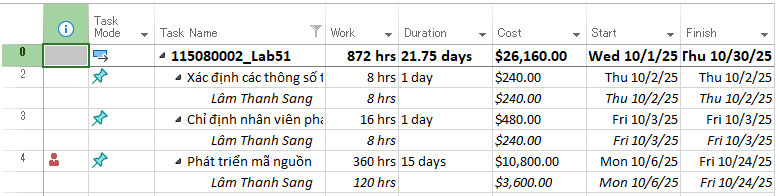 Task Mode Task Name Work Duration Cost Start Finish
0 115080002_Lab51 872 hrs 21.75 days $26,160.00 Wed 10/1/25 Thu 10/30/25
2 Xác định các thông số 8 hrs 1 day $240.00 Thu 10/2/25 Thu 10/2/25
Lâm Thanh Sang 8 hrs $240.00 Thu 10/2/25 Thu 10/2/25
3 Chỉ định nhân viên 16 hrs 1 day $480.00 Fri 10/3/25 Fri 10/3/25
Lâm Thanh Sang 8 hrs $240.00 Fri 10/3/25 Fri 10/3/25
4 Phát triển mã nguồn 360 hrs 15 days $10,800.00 Mon 10/6/25 Fri 10/24/25
Lâm Thanh Sang 120 hrs $3,600.00 Mon 10/6/25 Fri 10/24/25